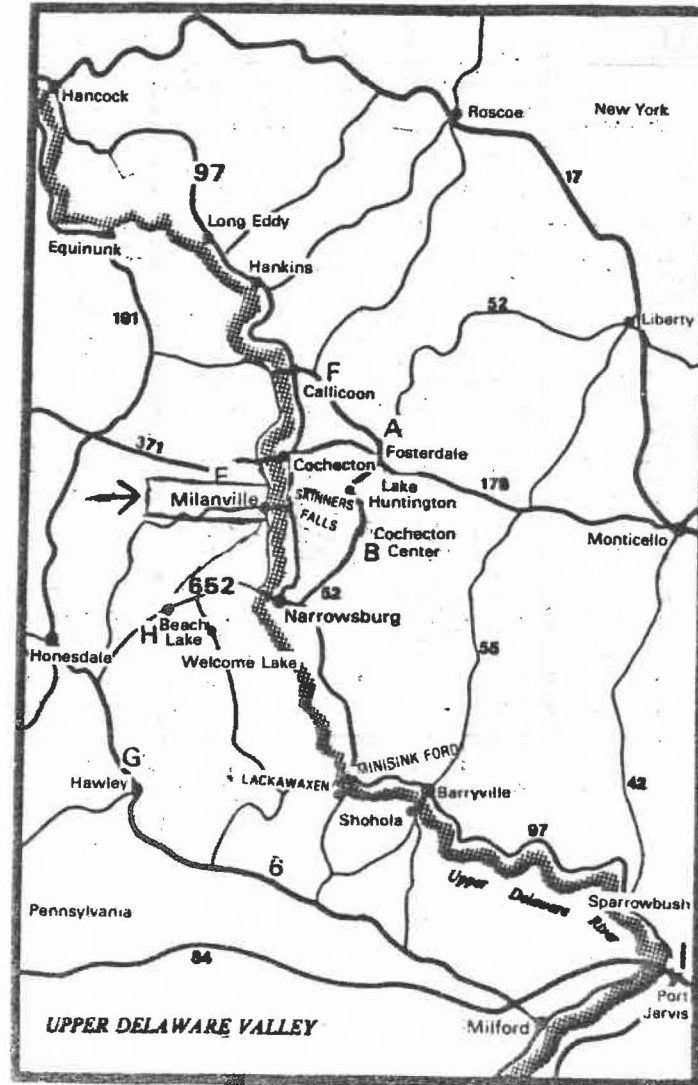 Hancock
Roscoe
New York
97
17
Long Eddy
Equinunk
Hankins
191
52
Liberty
F
Callicoon
A
371
Fosterdale
E
Cochecton
Lake
Huntington
178
Milanville
SKINNERS
FALLS
Cochecton
Center
B
Monticello
652
52
Narrowsburg
H
Beach
Lake
Honesdale
Welcome Lake
55
G
Hawley
LACKAWAXEN
INISINK FORD
42
Barryville
Shohola
97
6
Upper Delaware River
Sparrowbush
Pennsylvania
84
I
Port
Jarvis
Milford
UPPER DELAWARE VALLEY